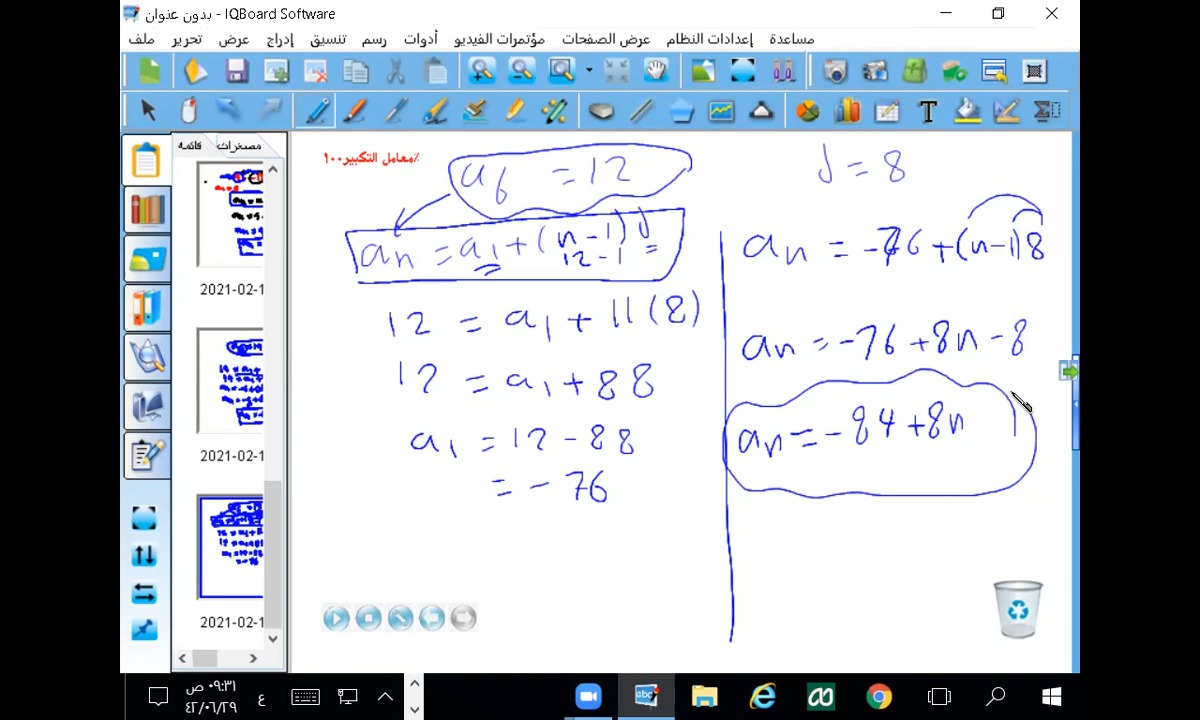 بدون عنوان - IQBoard Software
ملف تحرير عرض إدراج تنسيق رسم أدوات مؤتمرات الفيديو عرض الصفحات إعدادات النظام مساعدة
قائمة مصغرات
2021-02-1
2021-02-1
2021-02-1
معامل التكبير١٠٠٪
a6 = 12
an = a1 + (n-1) d
12-1
12 = a1 + 11(8)
12 = a1 + 88
a1 = 12 - 88
= - 76
d = 8
an = -76 + (n-1)8
an = -76 + 8n - 8
an = - 84 + 8n
٠٩:٣١ ص
ع
٤٢/٠٦/٢٩